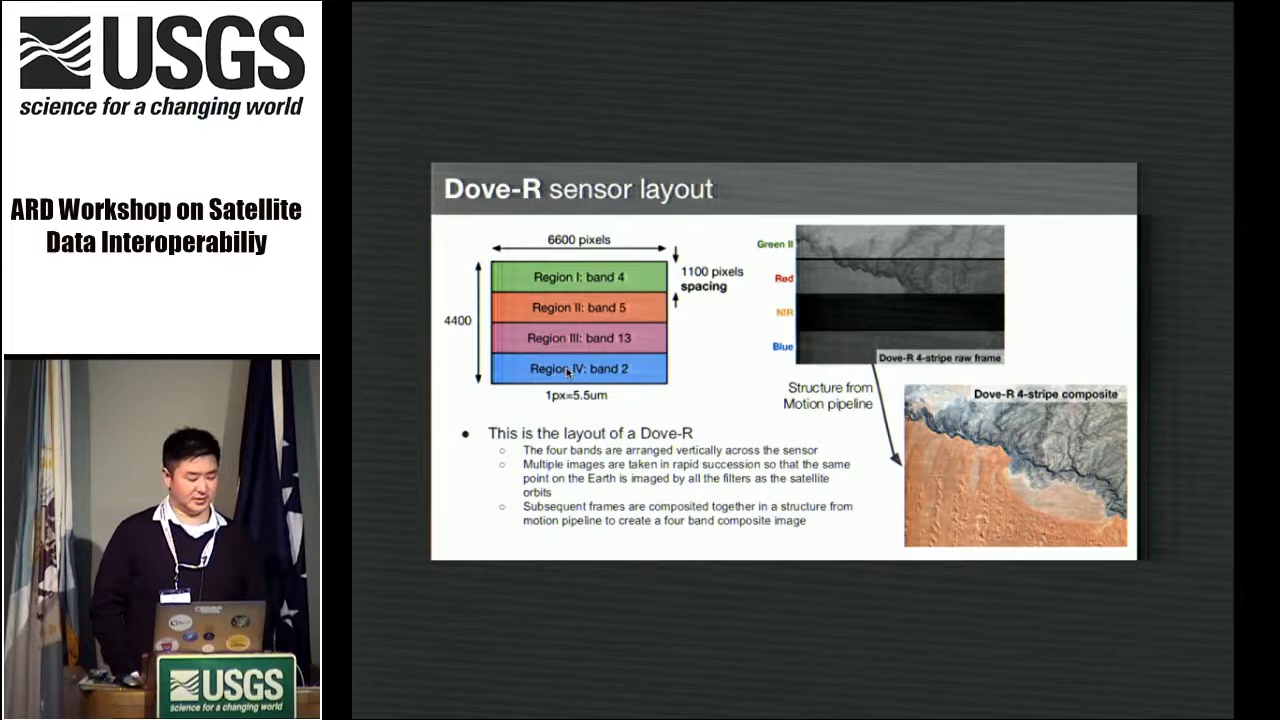 USGS
science for a changing world
ARD Workshop on Satellite
Data Interoperabiliy
Dove-R sensor layout
6600 pixels
4400
Region I: band 4
Region II: band 5
Region III: band 13
Region IV: band 2
1px=5.5um
1100 pixels
spacing
Green II
Red
NIR
Blue
Dove-R 4-stripe raw frame
Structure from
Motion pipeline
Dove-R 4-stripe composite
● This is the layout of a Dove-R
○ The four bands are arranged vertically across the sensor
○ Multiple images are taken in rapid succession so that the same
point on the Earth is imaged by all the filters as the satellite
orbits
○ Subsequent frames are composited together in a structure from
motion pipeline to create a four band composite image
USGS
science for a changing world